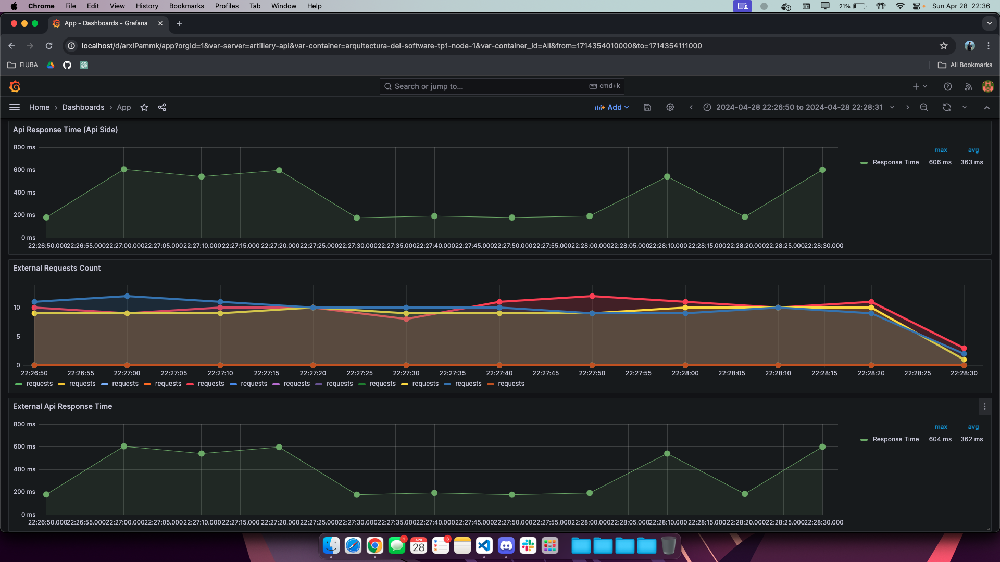 Chrome File Edit View History Bookmarks Profiles Tab Window Help 21% Sun Apr 28 22:36
App - Dashboards - Grafana
localhost/d/arxIPammk/app?orgId=1&var-server=artillery-api&var-container=arquitectura-del-software-tp1-node-1&var-container_id=All&from=1714354010000&to=1714354111000
FIUBA All Bookmarks
Search or jump to... cmd+k
Home › Dashboards › App Add 2024-04-28 22:26:50 to 2024-04-28 22:28:31
Api Response Time (Api Side)
800 ms
600 ms
400 ms
200 ms
0 ms
22:26:50.000 22:26:55.000 22:27:00.000 22:27:05.000 22:27:10.000 22:27:15.000 22:27:20.000 22:27:25.000 22:27:30.000 22:27:35.000 22:27:40.000 22:27:45.000 22:27:50.000 22:27:55.000 22:28:00.000 22:28:05.000 22:28:10.000 22:28:15.000 22:28:20.000 22:28:25.000 22:28:30.000
max avg
Response Time 606 ms 363 ms
External Requests Count
10
5
0
22:26:50 22:26:55 22:27:00 22:27:05 22:27:10 22:27:15 22:27:20 22:27:25 22:27:30 22:27:35 22:27:40 22:27:45 22:27:50 22:27:55 22:28:00 22:28:05 22:28:10 22:28:15 22:28:20 22:28:25 22:28:30
requests requests requests requests requests requests requests requests requests requests requests requests
External Api Response Time
800 ms
600 ms
400 ms
200 ms
0 ms
22:26:50.000 22:26:55.000 22:27:00.000 22:27:05.000 22:27:10.000 22:27:15.000 22:27:20.000 22:27:25.000 22:27:30.000 22:27:35.000 22:27:40.000 22:27:45.000 22:27:50.000 22:27:55.000 22:28:00.000 22:28:05.000 22:28:10.000 22:28:15.000 22:28:20.000 22:28:25.000 22:28:30.000
max avg
Response Time 604 ms 362 ms
1 APR 28 3